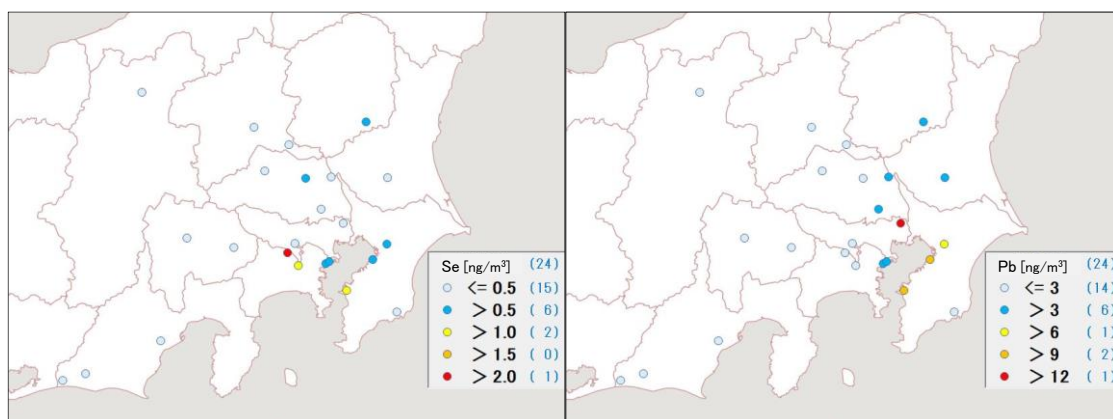 Se [ng/m³] (24)
<= 0.5 (15)
> 0.5 ( 6)
> 1.0 ( 2)
> 1.5 ( 0)
> 2.0 ( 1)
Pb [ng/m³] (24)
<= 3 (14)
> 3 ( 6)
> 6 ( 1)
> 9 ( 2)
> 12 ( 1)